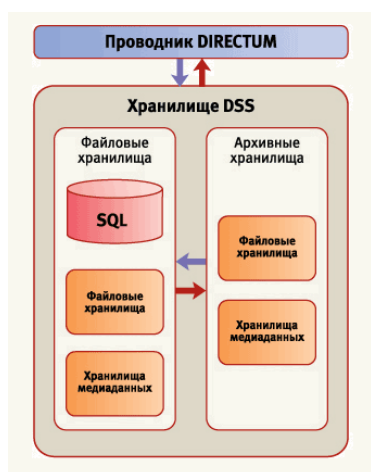 Проводник DIRECTUM
Хранилище DSS
Файловые
хранилища
SQL
Файловые
хранилища
Хранилища
медиаданных
Архивные
хранилища
Файловые
хранилища
Хранилища
медиаданных